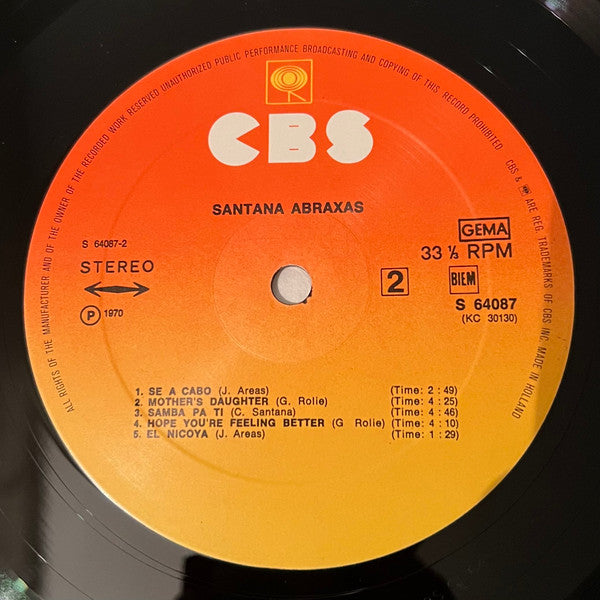 ALL RIGHTS OF THE MANUFACTURER AND OF THE OWNER OF THE RECORDED WORK RESERVED UNAUTHORIZED PUBLIC PERFORMANCE BROADCASTING AND COPYING OF THIS RECORD PROHIBITED
CBS & ARE REG. TRADEMARKS OF CBS INC. MADE IN HOLLAND
CBS
SANTANA ABRAXAS
S 64087-2
STEREO
P 1970
GEMA
33 ⅓ RPM
2
BIEM
S 64087
(KC 30130)
1. SE A CABO (J. Areas) (Time: 2 : 49)
2. MOTHER'S DAUGHTER (G. Rolie) (Time: 4 : 25)
3. SAMBA PA TI (C. Santana) (Time: 4 : 46)
4. HOPE YOU'RE FEELING BETTER (G Rolie) (Time: 4 : 10)
5. EL NICOYA (J. Areas) (Time: 1 : 29)